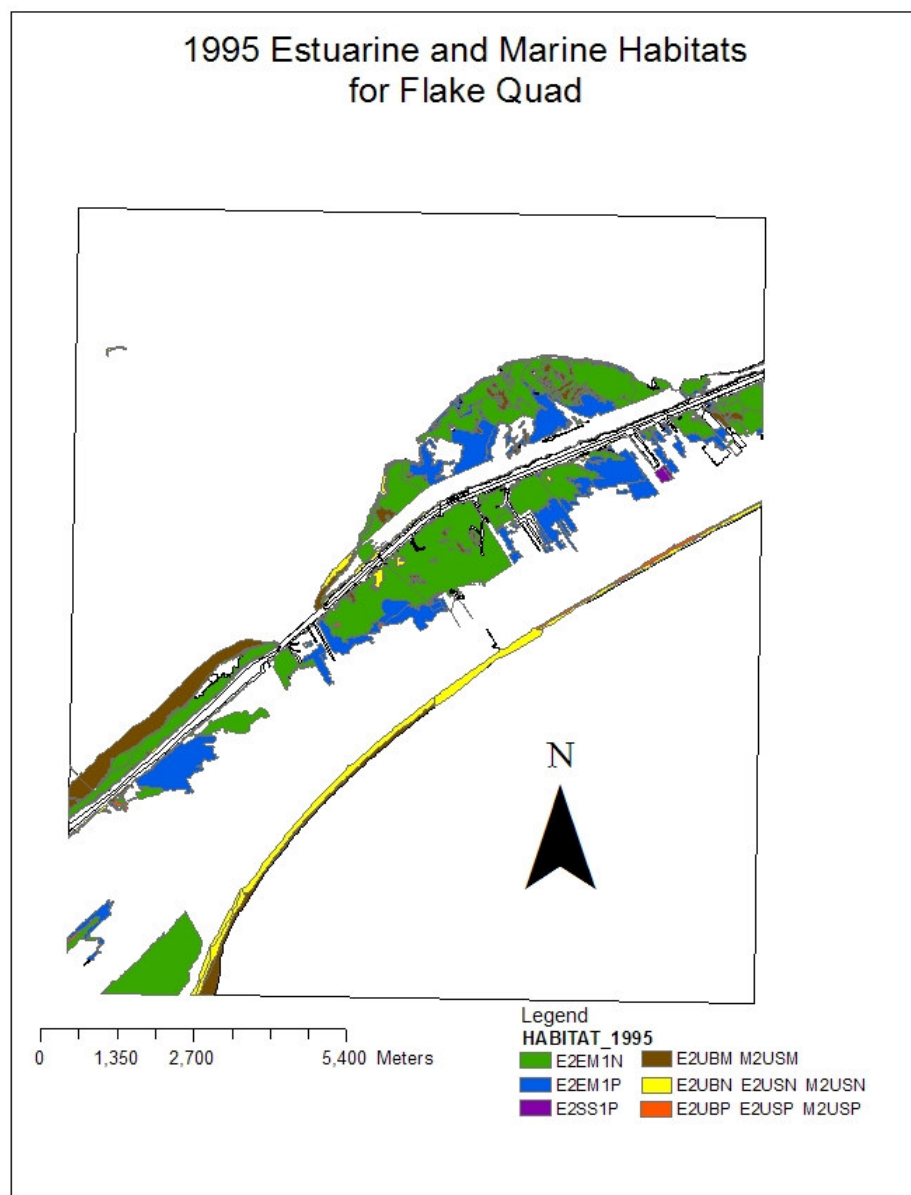 1995 Estuarine and Marine Habitats
for Flake Quad
N
0 1,350 2,700 5,400 Meters
Legend
HABITAT_1995
E2EM1N E2UBM M2USM
E2EM1P E2UBN E2USN M2USN
E2SS1P E2UBP E2USP M2USP